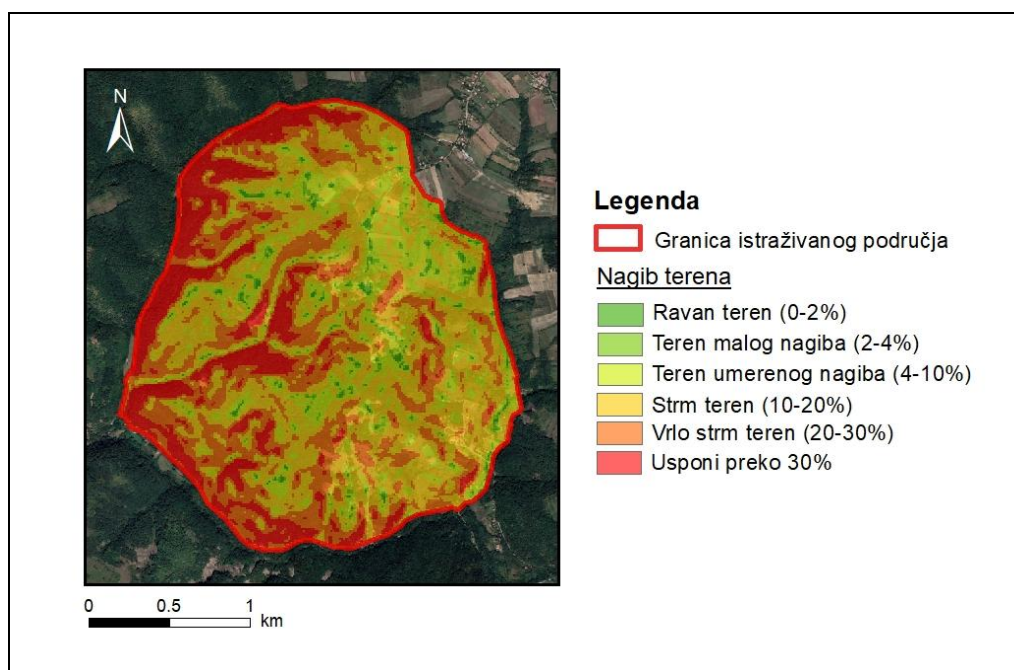 N
Legenda
Granica istraživanog područja
Nagib terena
Ravan teren (0-2%)
Teren malog nagiba (2-4%)
Teren umerenog nagiba (4-10%)
Strm teren (10-20%)
Vrlo strm teren (20-30%)
Usponi preko 30%
0 0.5 1
km